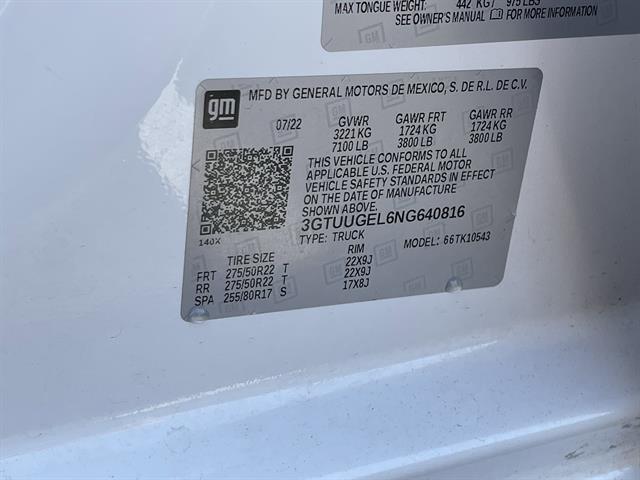 MAX TONGUE WEIGHT: 442 KG / 975 LBS
SEE OWNER'S MANUAL FOR MORE INFORMATION
gm
MFD BY GENERAL MOTORS DE MEXICO, S. DE R.L. DE C.V.
07/22 GVWR GAWR FRT GAWR RR
3221 KG 1724 KG 1724 KG
7100 LB 3800 LB 3800 LB
THIS VEHICLE CONFORMS TO ALL
APPLICABLE U.S. FEDERAL MOTOR
VEHICLE SAFETY STANDARDS IN EFFECT
ON THE DATE OF MANUFACTURE
SHOWN ABOVE.
3GTUUGEL6NG640816
140X TYPE: TRUCK MODEL: 66TK10543
TIRE SIZE RIM
FRT 275/50R22 T 22X9J
RR 275/50R22 T 22X9J
SPA 255/80R17 S 17X8J